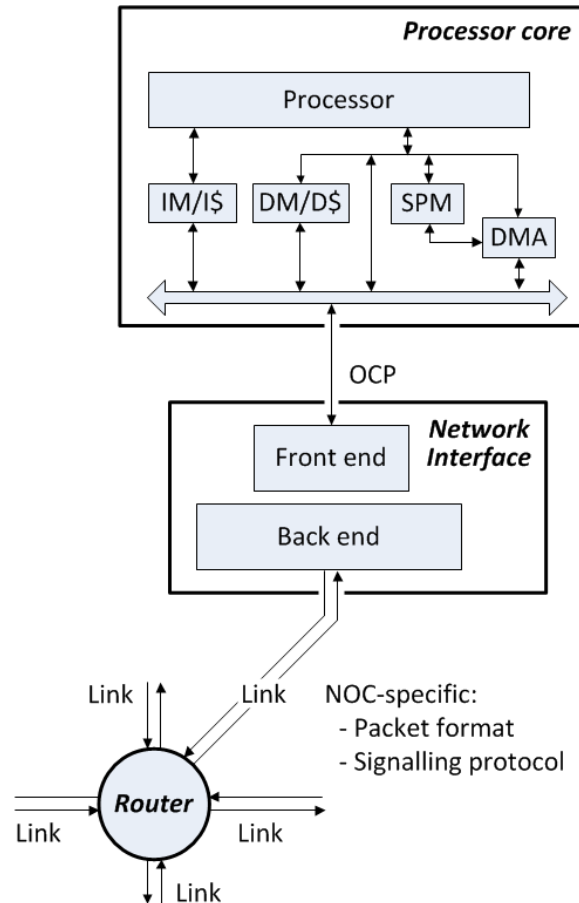 Processor core
Processor
IM/I$
DM/D$
SPM
DMA
OCP
Network
Interface
Front end
Back end
Link
Link
NOC-specific:
- Packet format
- Signalling protocol
Router
Link
Link
Link